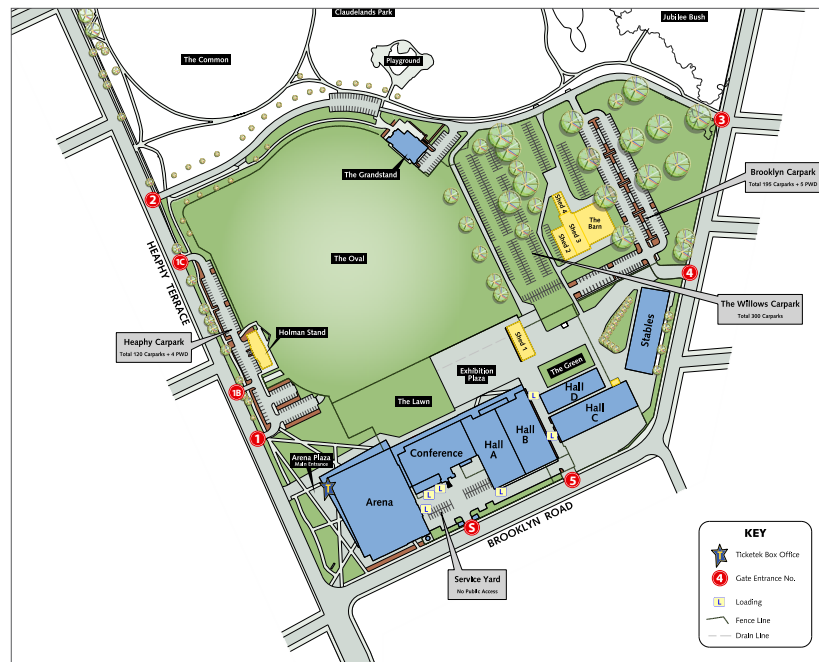 Claudelands Park
Jubilee Bush
The Common
Playground
3
The Grandstand
Brooklyn Carpark
Total 195 Carparks + 5 PWD
2
Shed 4
The
Barn
Shed 3
Shed 2
HEAPHY TERRACE
1C
The Oval
4
The Willows Carpark
Total 300 Carparks
Heaphy Carpark
Total 120 Carparks + 4 PWD
Holman Stand
Stables
Shed 1
The Green
Exhibition
Plaza
1B
The Lawn
Hall
D
L
Hall
C
1
Hall
B
L
Arena Plaza
Main Entrance
Conference
Hall
A
T
Arena
L
L
L
L
5
S
BROOKLYN ROAD
Service Yard
No Public Access
KEY
T
Ticketek Box Office
4
Gate Entrance No.
L
Loading
Fence Line
Drain Line